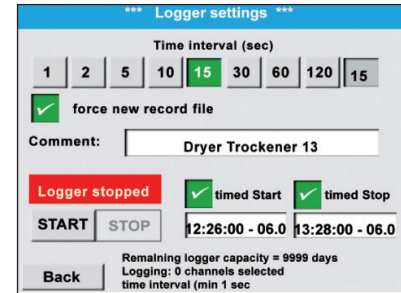 *** Logger settings ***
Time interval (sec)
1 2 5 10 15 30 60 120 15
force new record file
Comment: Dryer Trockener 13
Logger stopped timed Start timed Stop
START STOP 12:26:00 - 06.0 13:28:00 - 06.0
Remaining logger capacity = 9999 days
Logging: 0 channels selected
Back time interval (min 1 sec